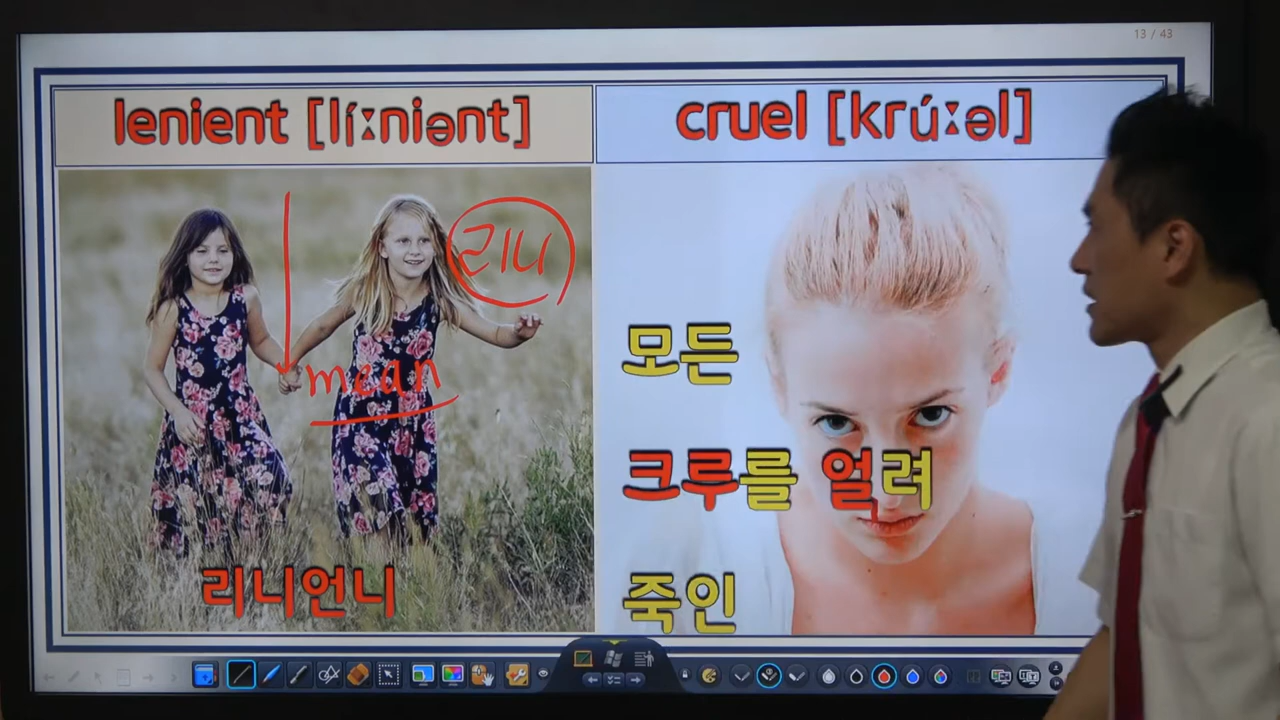 13 / 43
lenient [líːniənt]
cruel [krúːəl]
리니
mean
리니언니
모든
크루를 얼려
죽인